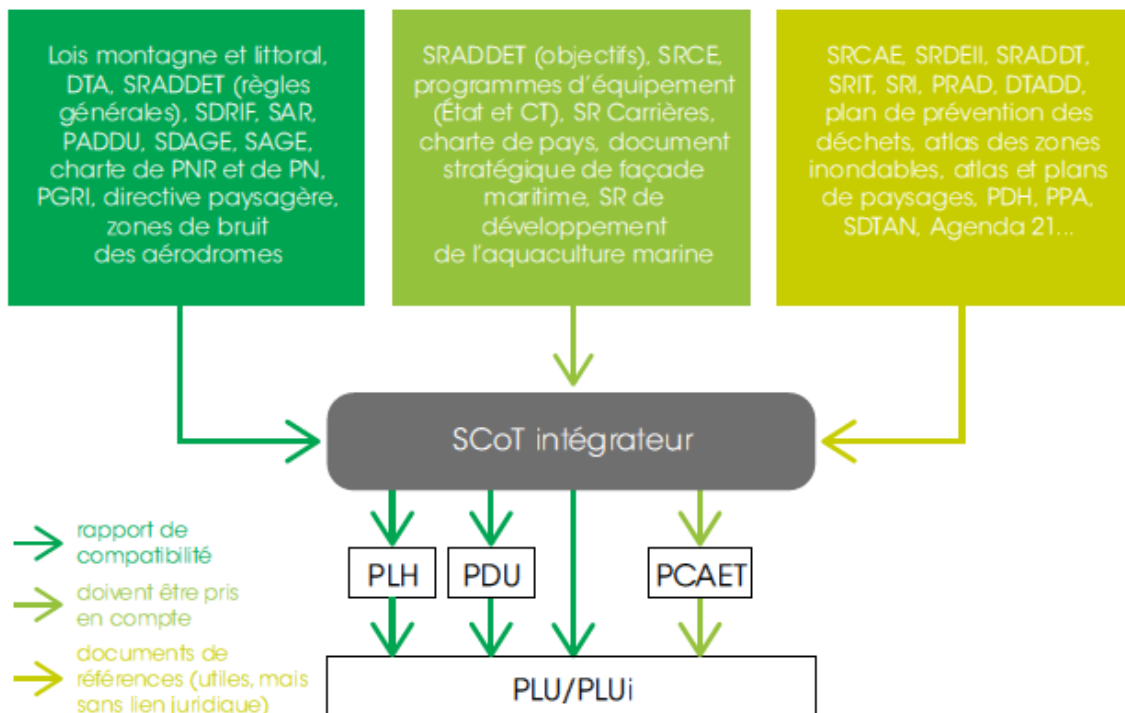 Lois montagne et littoral,
DTA, SRADDET (règles
générales), SDRIF, SAR,
PADDU, SDAGE, SAGE,
charte de PNR et de PN,
PGRI, directive paysagère,
zones de bruit
des aérodromes
SRADDET (objectifs), SRCE,
programmes d'équipement
(État et CT), SR Carrières,
charte de pays, document
stratégique de façade
maritime, SR de
développement
de l'aquaculture marine
SRCAE, SRDEII, SRADDT,
SRIT, SRI, PRAD, DTADD,
plan de prévention des
déchets, atlas des zones
inondables, atlas et plans
de paysages, PDH, PPA,
SDTAN, Agenda 21...
SCoT intégrateur
rapport de
compatibilité
doivent être pris
en compte
documents de
références (utiles, mais
sans lien juridique)
PLH
PDU
PCAET
PLU/PLUi